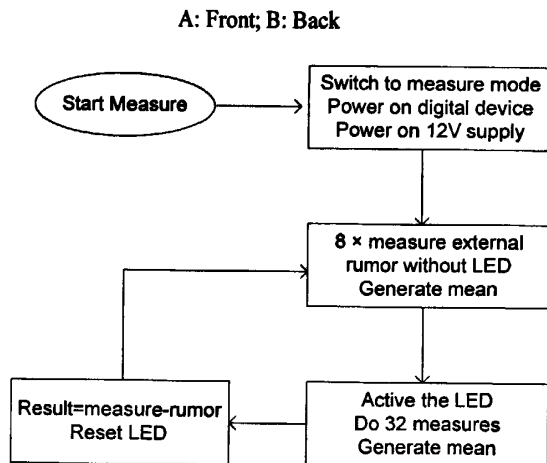 A: Front; B: Back
Start Measure
Switch to measure mode
Power on digital device
Power on 12V supply
8 × measure external
rumor without LED
Generate mean
Active the LED
Do 32 measures
Generate mean
Result=measure-rumor
Reset LED